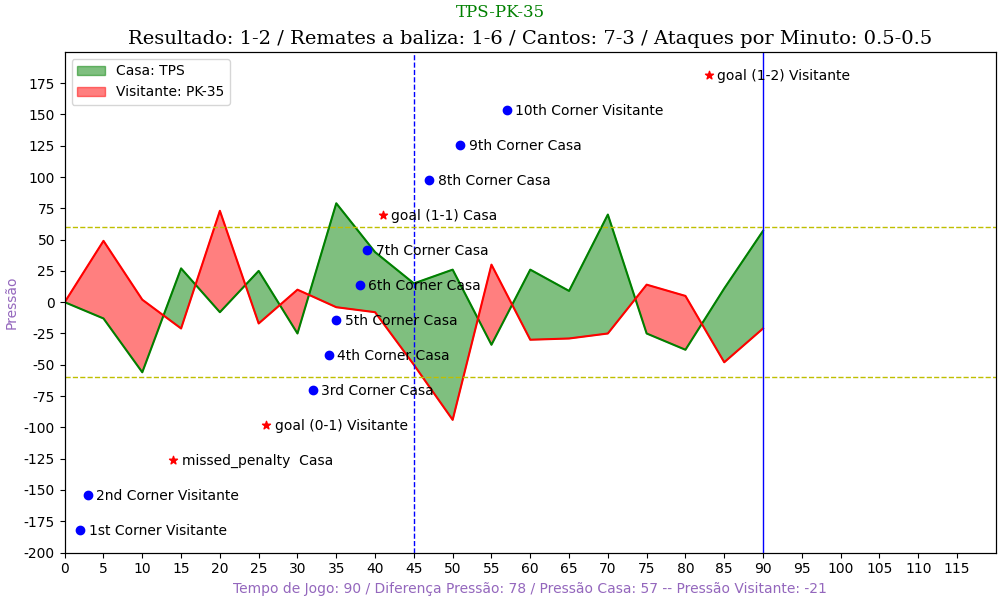 TPS-PK-35
Resultado: 1-2 / Remates a baliza: 1-6 / Cantos: 7-3 / Ataques por Minuto: 0.5-0.5
Casa: TPS
Visitante: PK-35
Pressão
175
150
125
100
75
50
25
0
-25
-50
-75
-100
-125
-150
-175
-200
goal (1-2) Visitante
10th Corner Visitante
9th Corner Casa
8th Corner Casa
goal (1-1) Casa
7th Corner Casa
6th Corner Casa
5th Corner Casa
4th Corner Casa
3rd Corner Casa
goal (0-1) Visitante
missed_penalty  Casa
2nd Corner Visitante
1st Corner Visitante
0 5 10 15 20 25 30 35 40 45 50 55 60 65 70 75 80 85 90 95 100 105 110 115
Tempo de Jogo: 90 / Diferença Pressão: 78 / Pressão Casa: 57 -- Pressão Visitante: -21